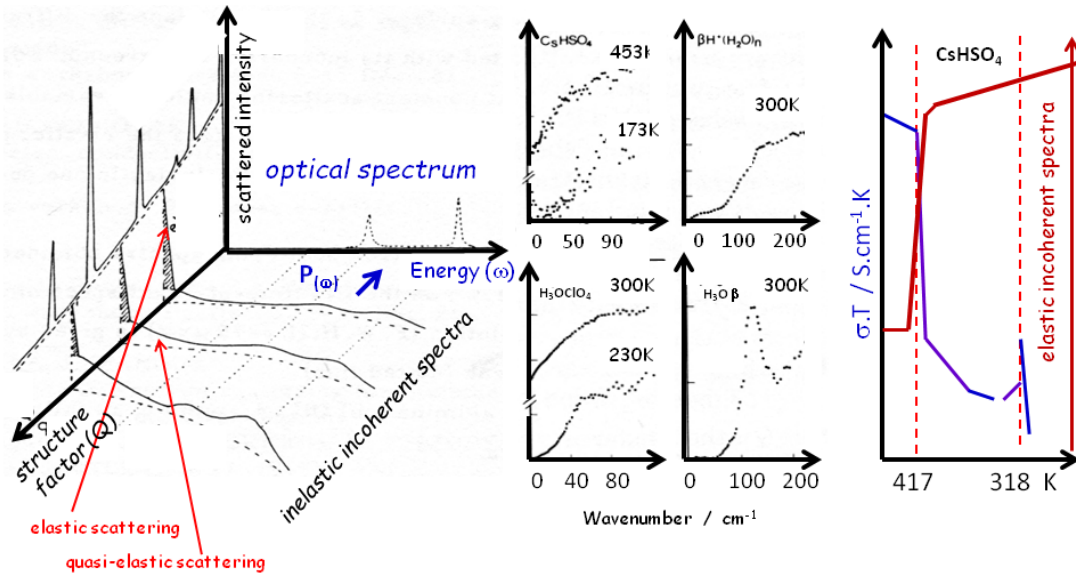 scattered intensity
optical spectrum
e
P(ω)
Energy (ω)
q
structure
factor (Q)
inelastic incoherent spectra
elastic scattering
quasi-elastic scattering
CsHSO4
453K
173K
0 50 90
βH+(H2O)n
300K
0 100 200
H3OClO4
300K
230K
0 40 80
H3O β
300K
0 100 200
Wavenumber / cm-1
σ.T / S.cm-1.K
CsHSO4
elastic incoherent spectra
417 318 K